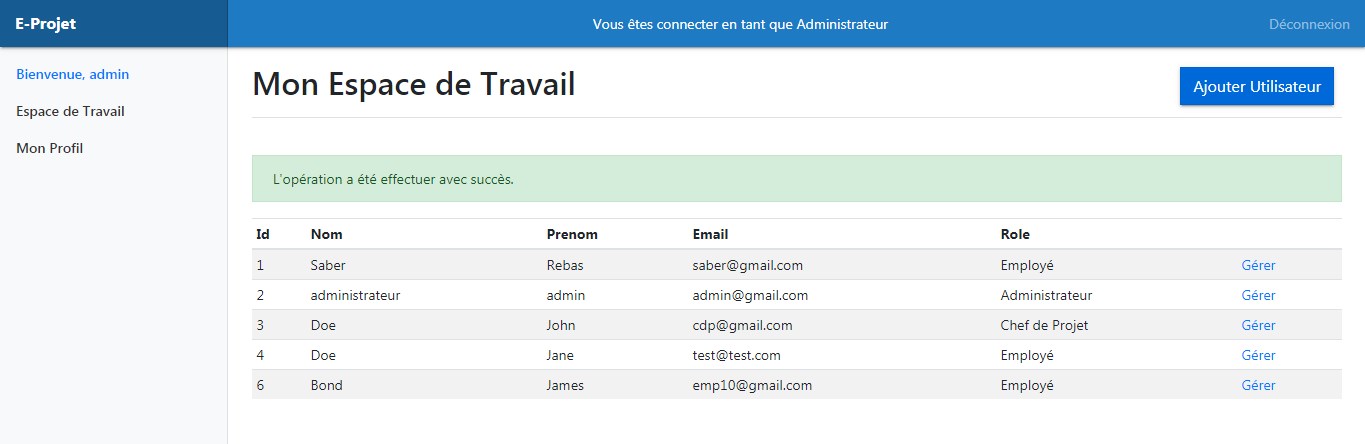 E-Projet
Vous êtes connecter en tant que Administrateur
Déconnexion
Bienvenue, admin
Espace de Travail
Mon Profil
Mon Espace de Travail
Ajouter Utilisateur
L'opération a été effectuer avec succès.
Id Nom Prenom Email Role
1 Saber Rebas saber@gmail.com Employé Gérer
2 administrateur admin admin@gmail.com Administrateur Gérer
3 Doe John cdp@gmail.com Chef de Projet Gérer
4 Doe Jane test@test.com Employé Gérer
6 Bond James emp10@gmail.com Employé Gérer